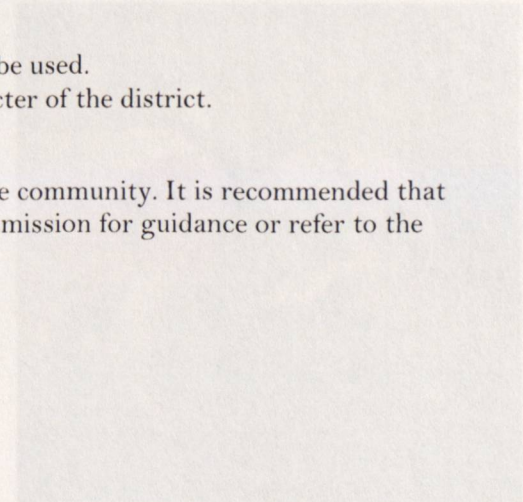 be used.
cter of the district.
e community. It is recommended that
mission for guidance or refer to the